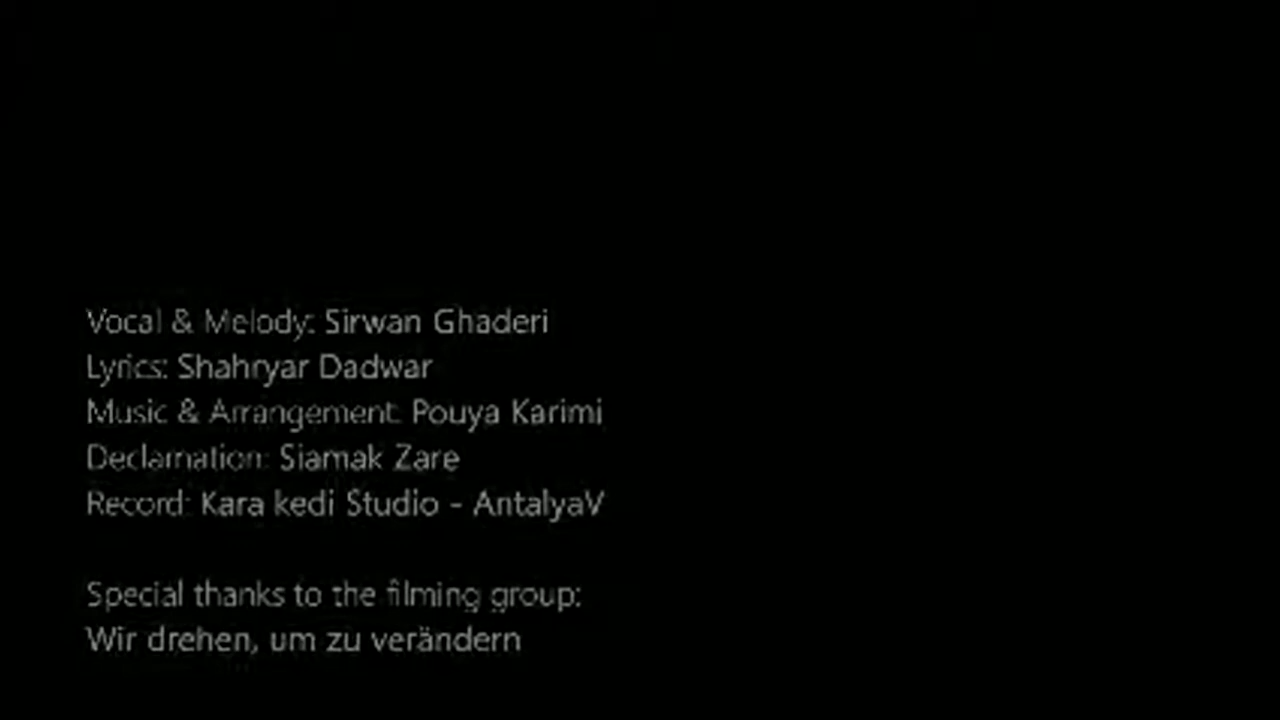 Vocal & Melody: Sirwan Ghaderi
Lyrics: Shahryar Dadwar
Music & Arrangement: Pouya Karimi
Declamation: Siamak Zare
Record: Kara kedi Studio - AntalyaV
Special thanks to the filming group:
Wir drehen, um zu verändern